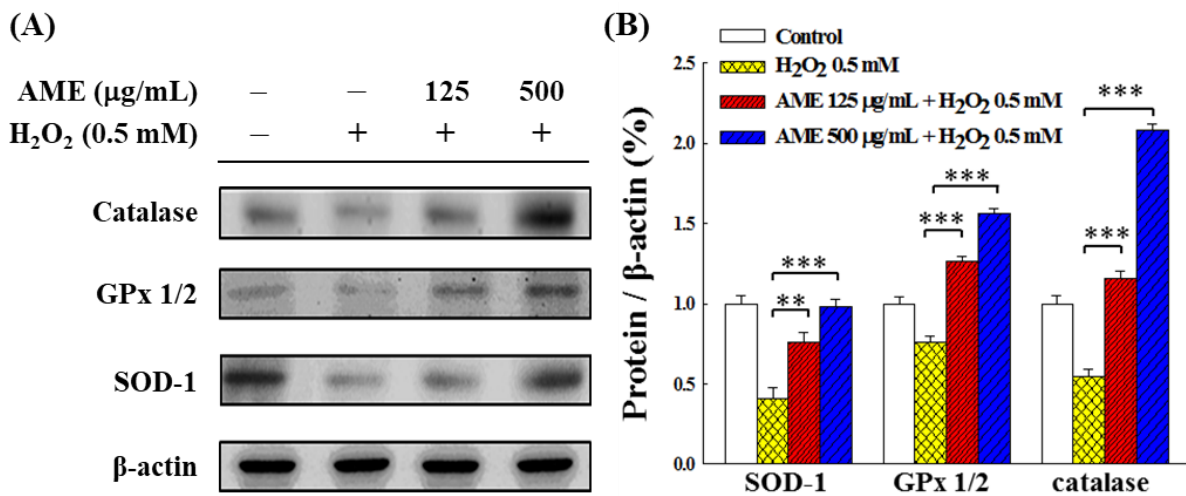 (A)
AME (μg/mL) – – 125 500
H₂O₂ (0.5 mM) – + + +
Catalase
GPx 1/2
SOD-1
β-actin
(B)
Control
H₂O₂ 0.5 mM
AME 125 μg/mL + H₂O₂ 0.5 mM
AME 500 μg/mL + H₂O₂ 0.5 mM
Protein / β-actin (%)
2.5
2.0
1.5
1.0
0.5
0.0
***
**
***
***
***
***
SOD-1 GPx 1/2 catalase